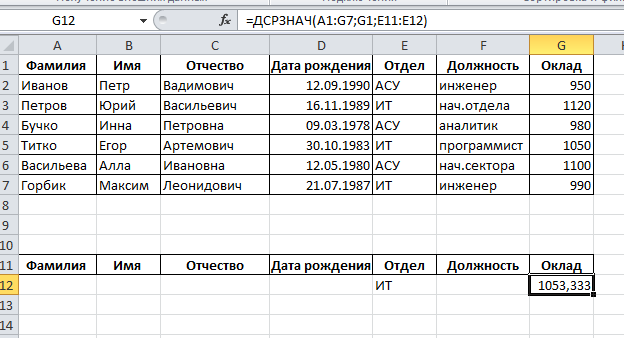 G12 fx =ДСРЗНАЧ(A1:G7;G1;E11:E12)
A B C D E F G
1 Фамилия Имя Отчество Дата рождения Отдел Должность Оклад
2 Иванов Петр Вадимович 12.09.1990 АСУ инженер 950
3 Петров Юрий Васильевич 16.11.1989 ИТ нач.отдела 1120
4 Бучко Инна Петровна 09.03.1978 АСУ аналитик 980
5 Титко Егор Артемович 30.10.1983 ИТ программист 1050
6 Васильева Алла Ивановна 12.05.1980 АСУ нач.сектора 1100
7 Горбик Максим Леонидович 21.07.1987 ИТ инженер 990
8
9
10
11 Фамилия Имя Отчество Дата рождения Отдел Должность Оклад
12 ИТ 1053,333
13
14